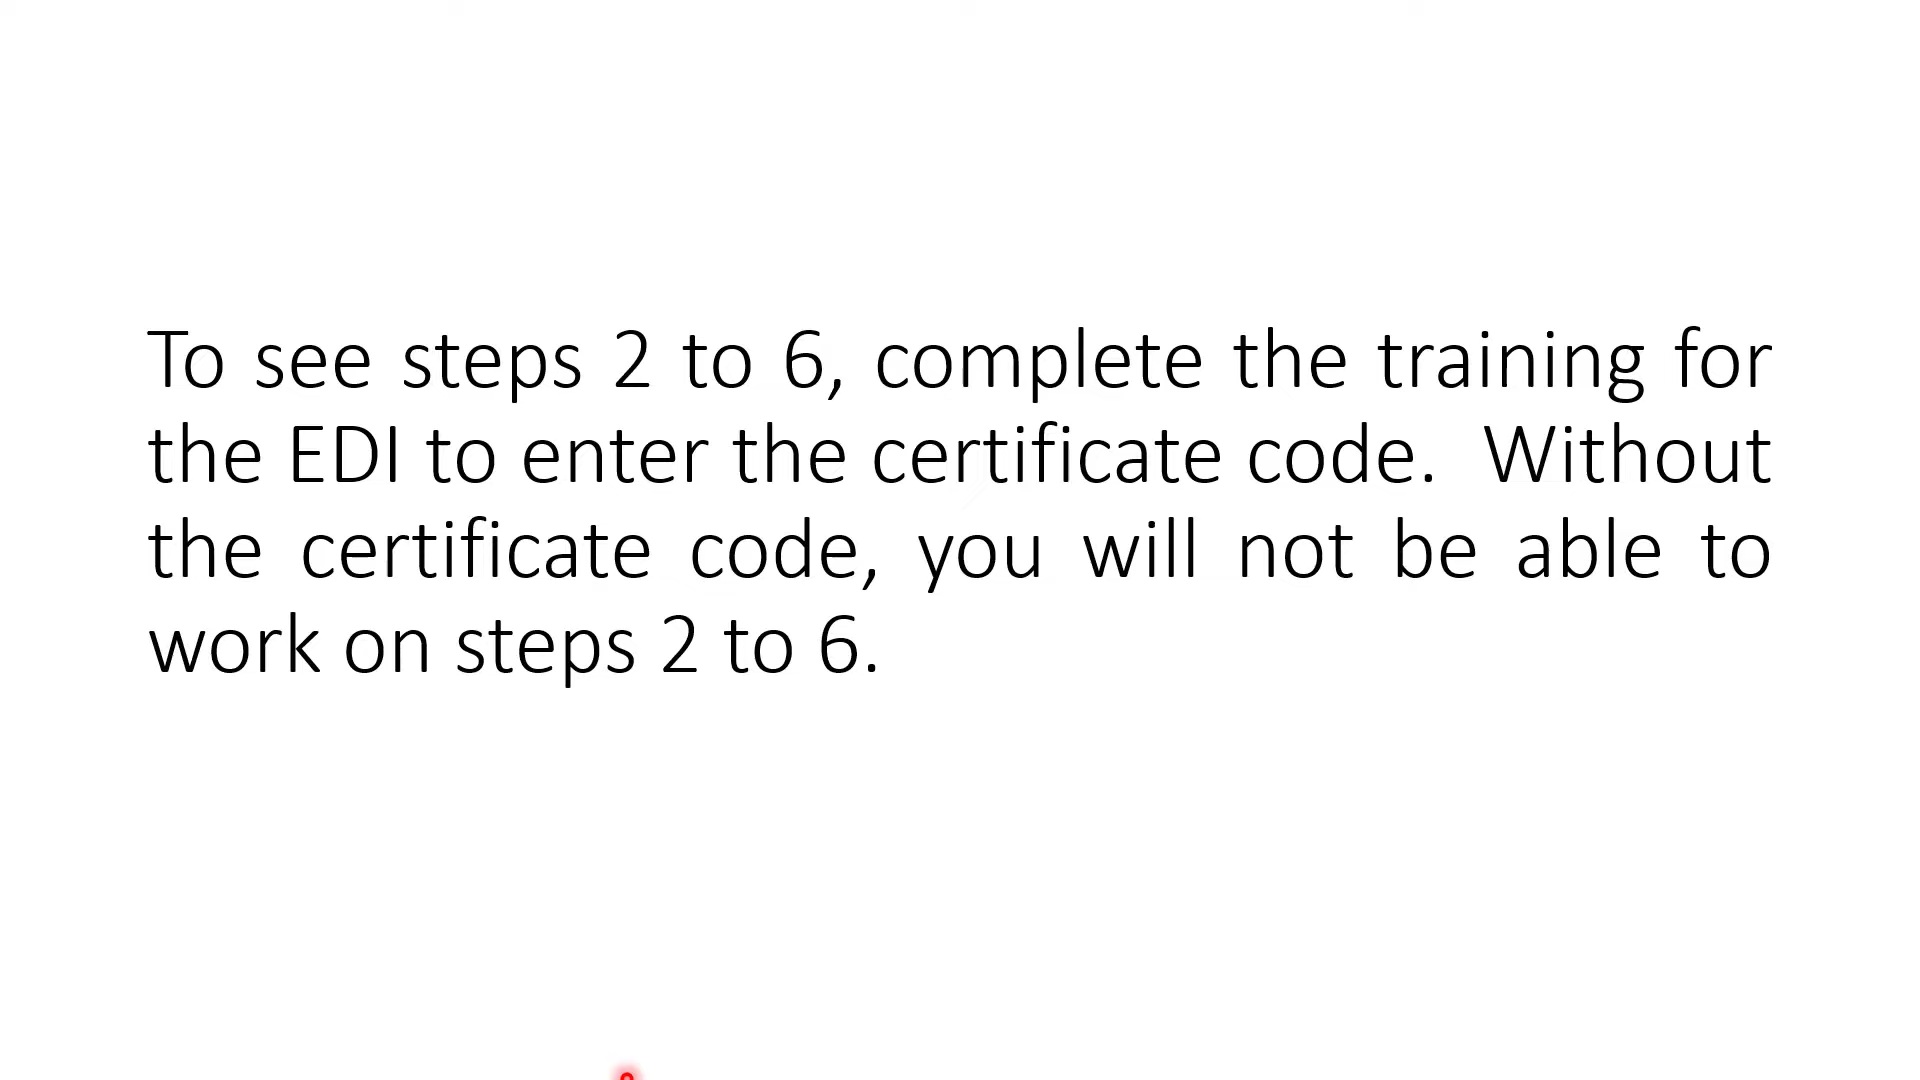 To see steps 2 to 6, complete the training for
the EDI to enter the certificate code.  Without
the certificate code, you will not be able to
work on steps 2 to 6.